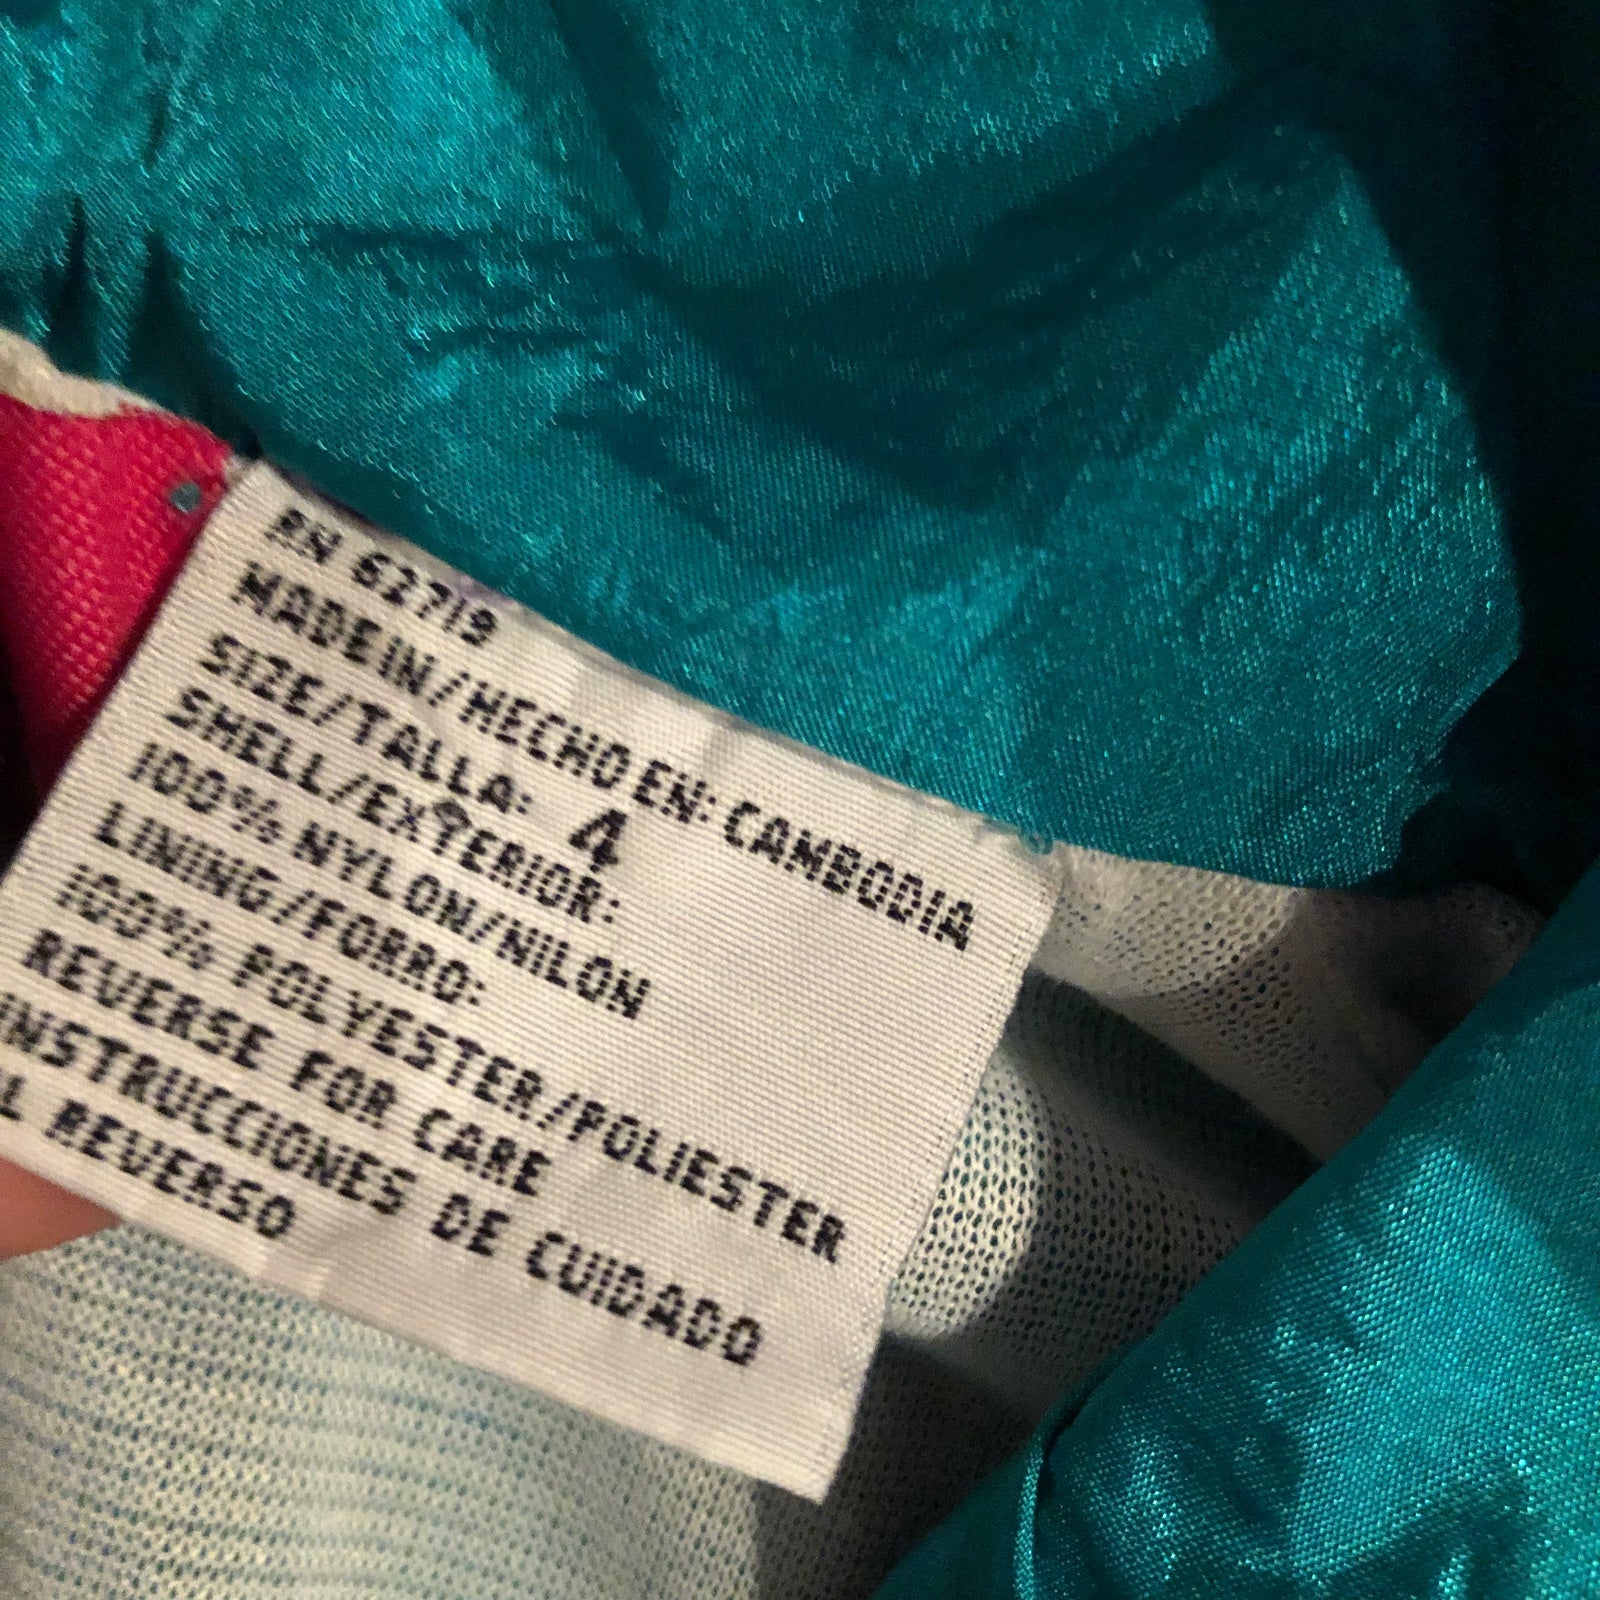 RN 62719
MADE IN/HECHO EN: CAMBODIA
SIZE/TALLA: 4
SHELL/EXTERIOR:
100% NYLON/NILON
LINING/FORRO:
100% POLYESTER/POLIESTER
REVERSE FOR CARE
INSTRUCCIONES DE CUIDADO
L REVERSO